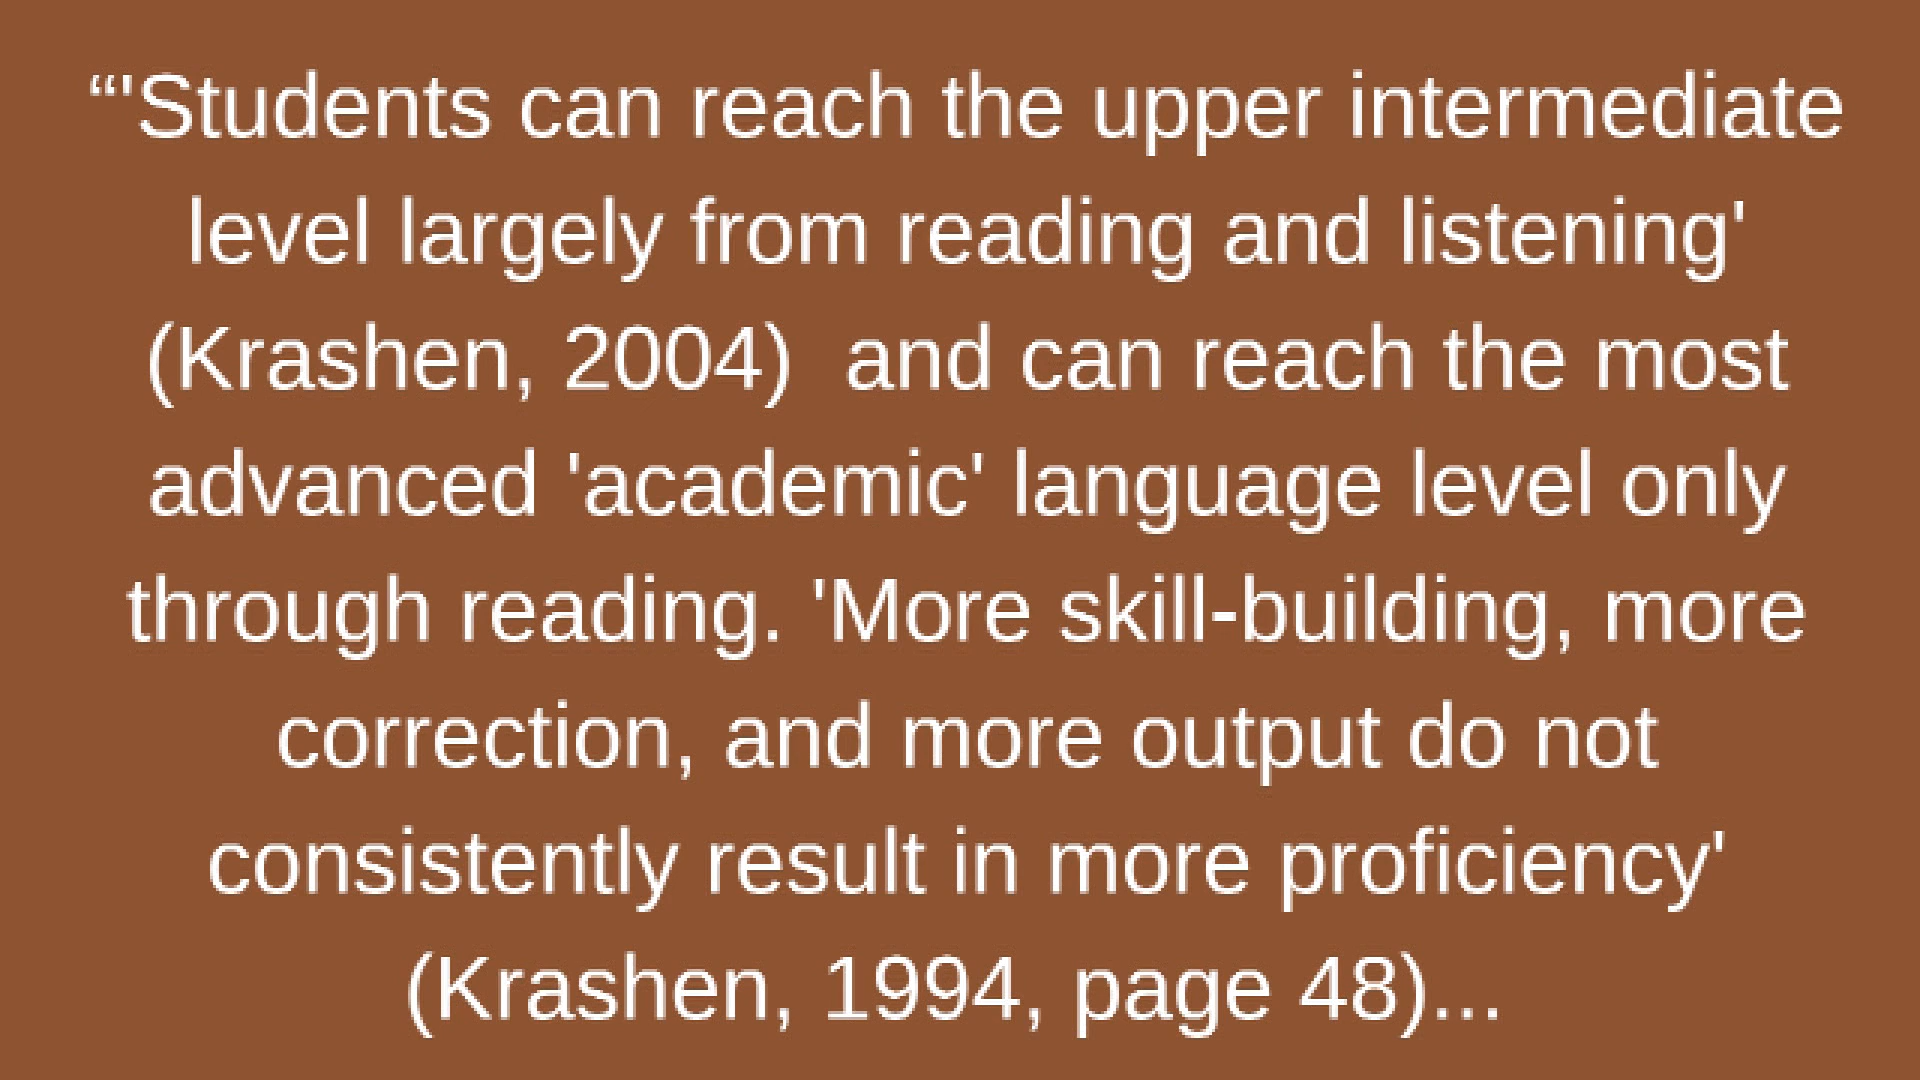 “'Students can reach the upper intermediate
level largely from reading and listening'
(Krashen, 2004)  and can reach the most
advanced 'academic' language level only
through reading. 'More skill-building, more
correction, and more output do not
consistently result in more proficiency'
(Krashen, 1994, page 48)...